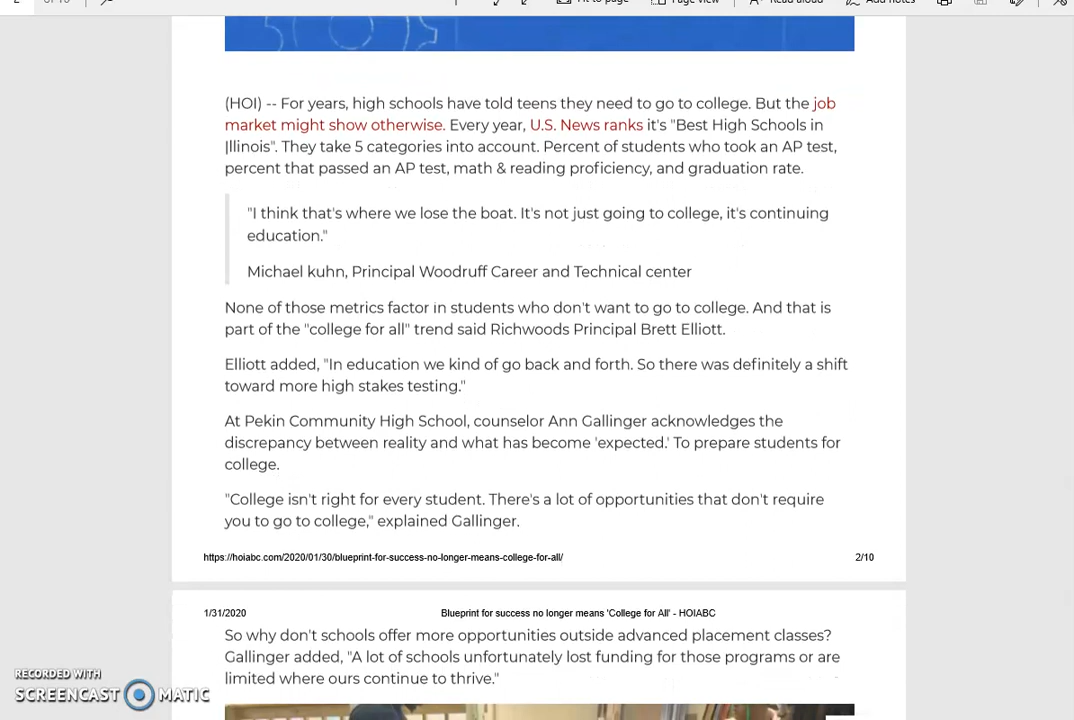 (HOI) -- For years, high schools have told teens they need to go to college. But the job
market might show otherwise. Every year, U.S. News ranks it's "Best High Schools in
Illinois". They take 5 categories into account. Percent of students who took an AP test,
percent that passed an AP test, math & reading proficiency, and graduation rate.
"I think that's where we lose the boat. It's not just going to college, it's continuing
education."
Michael kuhn, Principal Woodruff Career and Technical center
None of those metrics factor in students who don't want to go to college. And that is
part of the "college for all" trend said Richwoods Principal Brett Elliott.
Elliott added, "In education we kind of go back and forth. So there was definitely a shift
toward more high stakes testing."
At Pekin Community High School, counselor Ann Gallinger acknowledges the
discrepancy between reality and what has become 'expected.' To prepare students for
college.
"College isn't right for every student. There's a lot of opportunities that don't require
you to go to college," explained Gallinger.
https://hoiabc.com/2020/01/30/blueprint-for-success-no-longer-means-college-for-all/ 2/10
1/31/2020 Blueprint for success no longer means 'College for All' - HOIABC
So why don't schools offer more opportunities outside advanced placement classes?
Gallinger added, "A lot of schools unfortunately lost funding for those programs or are
limited where ours continue to thrive."
RECORDED WITH
SCREENCAST MATIC